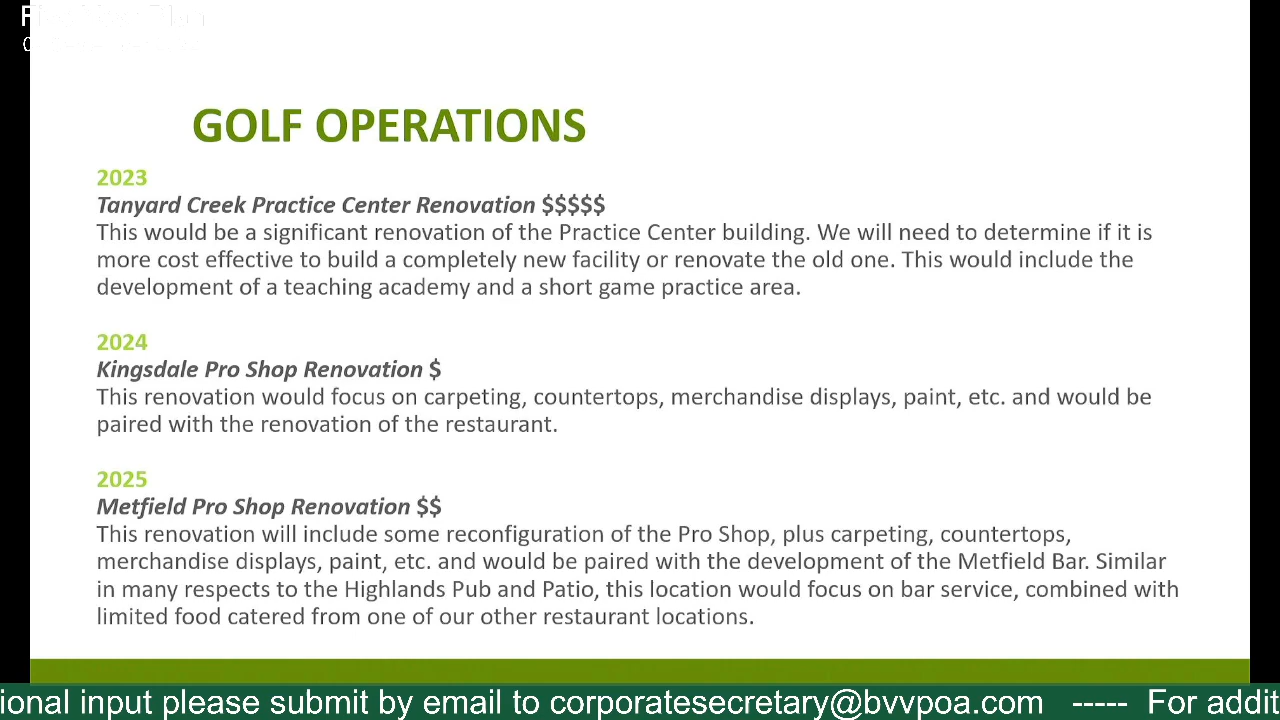 GOLF OPERATIONS
2023
Tanyard Creek Practice Center Renovation $$$$$
This would be a significant renovation of the Practice Center building. We will need to determine if it is
more cost effective to build a completely new facility or renovate the old one. This would include the
development of a teaching academy and a short game practice area.
2024
Kingsdale Pro Shop Renovation $
This renovation would focus on carpeting, countertops, merchandise displays, paint, etc. and would be
paired with the renovation of the restaurant.
2025
Metfield Pro Shop Renovation $$
This renovation will include some reconfiguration of the Pro Shop, plus carpeting, countertops,
merchandise displays, paint, etc. and would be paired with the development of the Metfield Bar. Similar
in many respects to the Highlands Pub and Patio, this location would focus on bar service, combined with
limited food catered from one of our other restaurant locations.
ional input please submit by email to corporatesecretary@bvvpoa.com ----- For addit